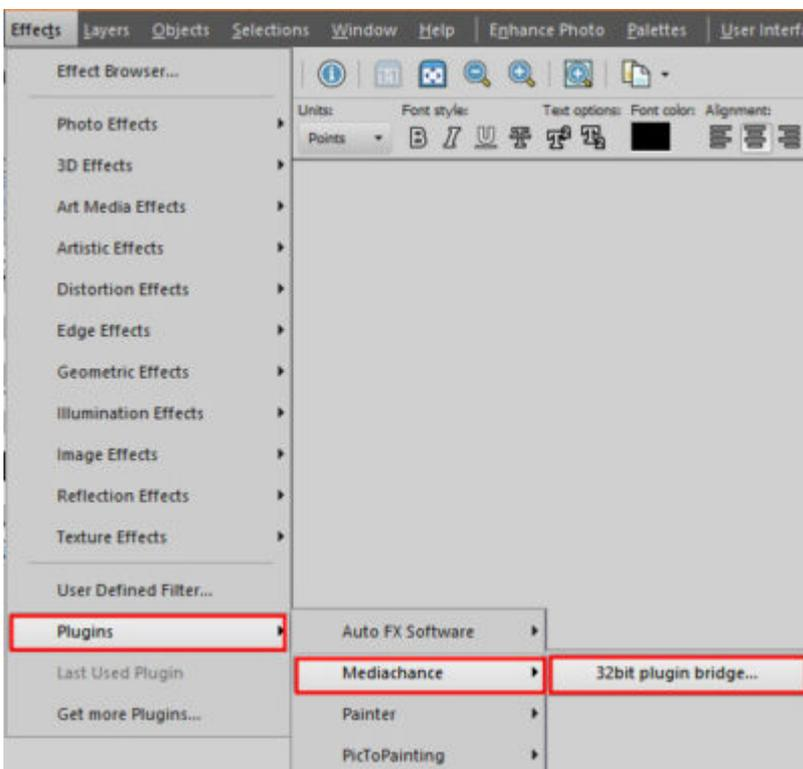 Effects Layers Objects Selections Window Help Enhance Photo Palettes User Interf
Effect Browser...
Units: Font style: Text options: Font color: Alignment:
Points
Photo Effects
3D Effects
Art Media Effects
Artistic Effects
Distortion Effects
Edge Effects
Geometric Effects
Illumination Effects
Image Effects
Reflection Effects
Texture Effects
User Defined Filter...
Plugins
Last Used Plugin
Get more Plugins...
Auto FX Software
Mediachance
Painter
PicToPainting
32bit plugin bridge...